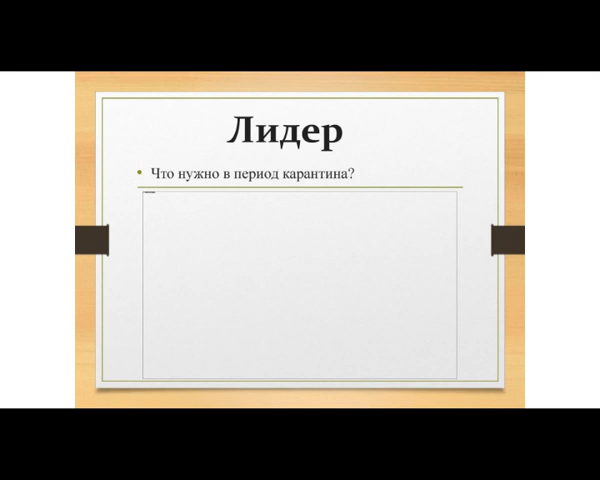 Лидер
Что нужно в период карантина?